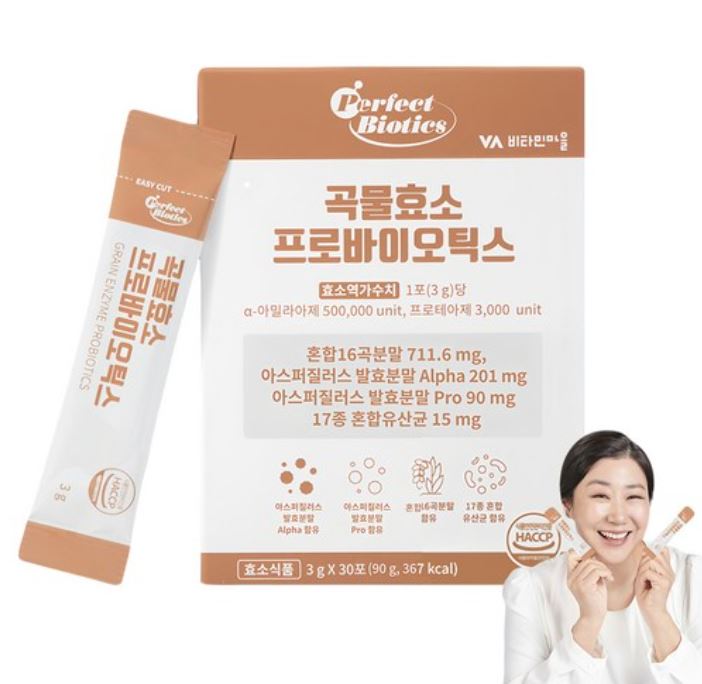 Perfect
Biotics
VA 비타민마을
곡물효소
프로바이오틱스
효소역가수치 1포(3 g)당
α-아밀라아제 500,000 unit, 프로테아제 3,000 unit
혼합16곡분말 711.6 mg,
아스퍼질러스 발효분말 Alpha 201 mg
아스퍼질러스 발효분말 Pro 90 mg
17종 혼합유산균 15 mg
아스퍼질러스
발효분말
Alpha 함유
아스퍼질러스
발효분말
Pro 함유
혼합16곡분말
함유
17종 혼합
유산균 함유
HACCP
효소식품 3 g X 30포 (90 g, 367 kcal)
EASY CUT
Perfect
Biotics
곡물효소
프로바이오틱스
GRAIN ENZYME PROBIOTICS
HACCP
3 g